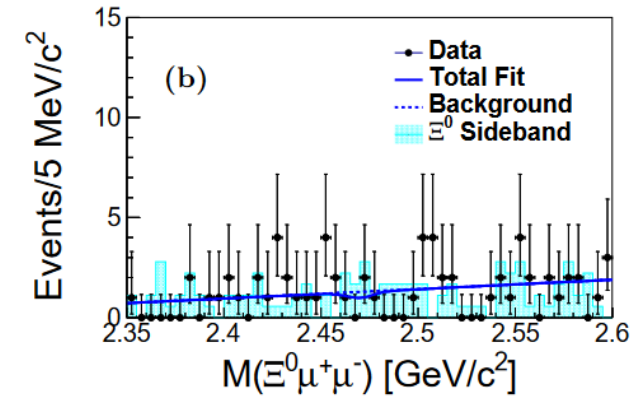 15
10
5
0
Events/5 MeV/c²
(b)
Data
Total Fit
Background
Ξ⁰ Sideband
2.35 2.4 2.45 2.5 2.55 2.6
M(Ξ⁰μ⁺μ⁻) [GeV/c²]